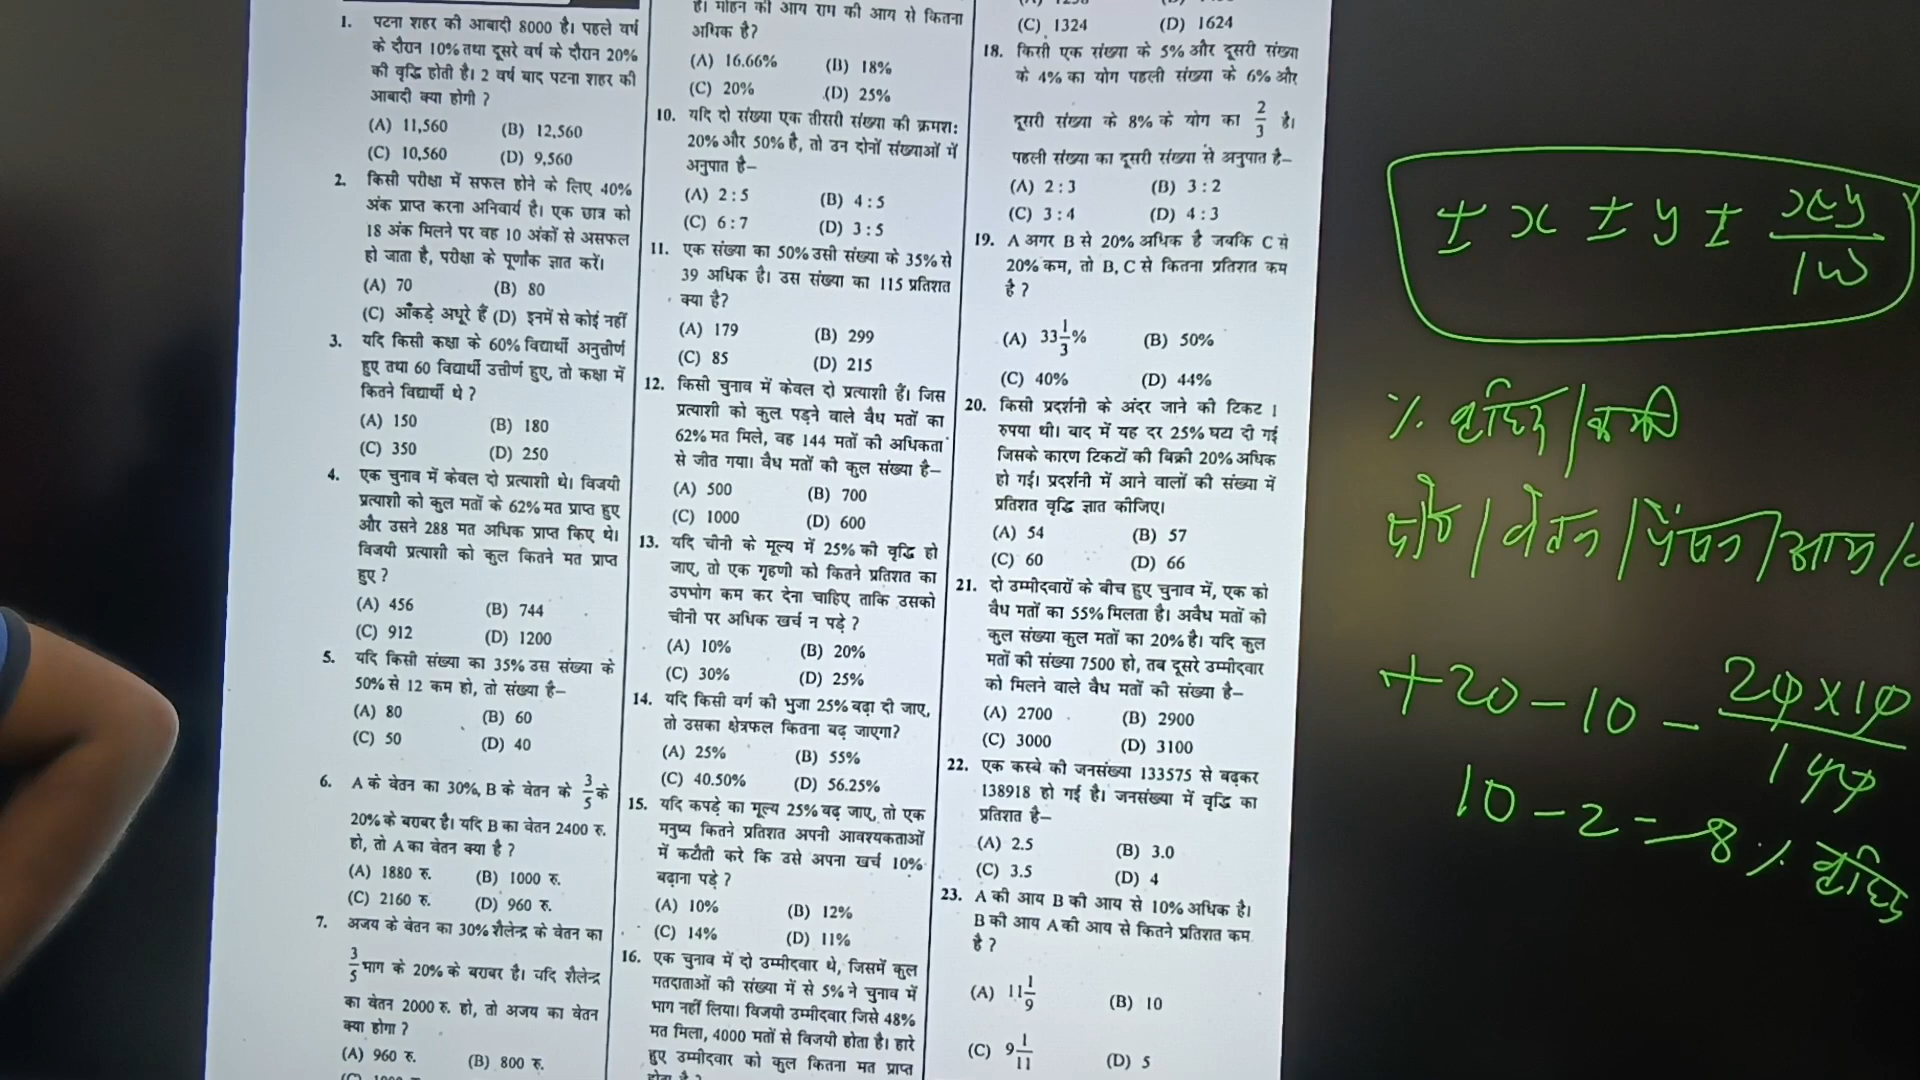 1. पटना शहर की आबादी 8000 है। पहले वर्ष
के दौरान 10% तथा दूसरे वर्ष के दौरान 20%
की वृद्धि होती है। 2 वर्ष बाद पटना शहर की
आबादी क्या होगी ?
(A) 11,560 (B) 12,560
(C) 10,560 (D) 9,560
2. किसी परीक्षा में सफल होने के लिए 40%
अंक प्राप्त करना अनिवार्य है। एक छात्र को
18 अंक मिलने पर वह 10 अंकों से असफल
हो जाता है, परीक्षा के पूर्णांक ज्ञात करें।
(A) 70 (B) 80
(C) आँकड़े अधूरे हैं (D) इनमें से कोई नहीं
3. यदि किसी कक्षा के 60% विद्यार्थी अनुत्तीर्ण
हुए तथा 60 विद्यार्थी उत्तीर्ण हुए, तो कक्षा में
कितने विद्यार्थी थे ?
(A) 150 (B) 180
(C) 350 (D) 250
4. एक चुनाव में केवल दो प्रत्याशी थे। विजयी
प्रत्याशी को कुल मतों के 62% मत प्राप्त हुए
और उसने 288 मत अधिक प्राप्त किए थे।
विजयी प्रत्याशी को कुल कितने मत प्राप्त
हुए ?
(A) 456 (B) 744
(C) 912 (D) 1200
5. यदि किसी संख्या का 35% उस संख्या के
50% से 12 कम हो, तो संख्या है–
(A) 80 (B) 60
(C) 50 (D) 40
6. A के वेतन का 30%, B के वेतन के 3/5 के
20% के बराबर है। यदि B का वेतन 2400 रु.
हो, तो A का वेतन क्या है ?
(A) 1880 रु. (B) 1000 रु.
(C) 2160 रु. (D) 960 रु.
7. अजय के वेतन का 30% शैलेन्द्र के वेतन का
3/5 भाग के 20% के बराबर है। यदि शैलेन्द्र
का वेतन 2000 रु. हो, तो अजय का वेतन
क्या होगा ?
(A) 960 रु. (B) 800 रु.
है। मोहन की आय राम की आय से कितना
अधिक है?
(A) 16.66% (B) 18%
(C) 20% (D) 25%
10. यदि दो संख्या एक तीसरी संख्या की क्रमश:
20% और 50% है, तो उन दोनों संख्याओं में
अनुपात है–
(A) 2 : 5 (B) 4 : 5
(C) 6 : 7 (D) 3 : 5
11. एक संख्या का 50% उसी संख्या के 35% से
39 अधिक है। उस संख्या का 115 प्रतिशत
क्या है?
(A) 179 (B) 299
(C) 85 (D) 215
12. किसी चुनाव में केवल दो प्रत्याशी हैं। जिस
प्रत्याशी को कुल पड़ने वाले वैध मतों का
62% मत मिले, वह 144 मतों की अधिकता
से जीत गया। वैध मतों की कुल संख्या है–
(A) 500 (B) 700
(C) 1000 (D) 600
13. यदि चीनी के मूल्य में 25% की वृद्धि हो
जाए, तो एक गृहणी को कितने प्रतिशत का
उपभोग कम कर देना चाहिए ताकि उसको
चीनी पर अधिक खर्च न पड़े ?
(A) 10% (B) 20%
(C) 30% (D) 25%
14. यदि किसी वर्ग की भुजा 25% बढ़ा दी जाए,
तो उसका क्षेत्रफल कितना बढ़ जाएगा?
(A) 25% (B) 55%
(C) 40.50% (D) 56.25%
15. यदि कपड़े का मूल्य 25% बढ़ जाए, तो एक
मनुष्य कितने प्रतिशत अपनी आवश्यकताओं
में कटौती करे कि उसे अपना खर्च 10%
बढ़ाना पड़े ?
(A) 10% (B) 12%
(C) 14% (D) 11%
16. एक चुनाव में दो उम्मीदवार थे, जिसमें कुल
मतदाताओं की संख्या में से 5% ने चुनाव में
भाग नहीं लिया। विजयी उम्मीदवार जिसे 48%
मत मिला, 4000 मतों से विजयी होता है। हारे
हुए उम्मीदवार को कुल कितना मत प्राप्त
(C) 1324 (D) 1624
18. किसी एक संख्या के 5% और दूसरी संख्या
के 4% का योग पहली संख्या के 6% और
दूसरी संख्या के 8% के योग का 2/3 है।
पहली संख्या का दूसरी संख्या से अनुपात है–
(A) 2 : 3 (B) 3 : 2
(C) 3 : 4 (D) 4 : 3
19. A अगर B से 20% अधिक है जबकि C से
20% कम, तो B, C से कितना प्रतिशत कम
है ?
(A) 33 1/3% (B) 50%
(C) 40% (D) 44%
20. किसी प्रदर्शनी के अंदर जाने की टिकट 1
रुपया थी। बाद में यह दर 25% घटा दी गई
जिसके कारण टिकटों की बिक्री 20% अधिक
हो गई। प्रदर्शनी में आने वालों की संख्या में
प्रतिशत वृद्धि ज्ञात कीजिए।
(A) 54 (B) 57
(C) 60 (D) 66
21. दो उम्मीदवारों के बीच हुए चुनाव में, एक को
वैध मतों का 55% मिलता है। अवैध मतों की
कुल संख्या कुल मतों का 20% है। यदि कुल
मतों की संख्या 7500 हो, तब दूसरे उम्मीदवार
को मिलने वाले वैध मतों की संख्या है–
(A) 2700 (B) 2900
(C) 3000 (D) 3100
22. एक कस्बे की जनसंख्या 133575 से बढ़कर
138918 हो गई है। जनसंख्या में वृद्धि का
प्रतिशत है–
(A) 2.5 (B) 3.0
(C) 3.5 (D) 4
23. A की आय B की आय से 10% अधिक है।
B की आय A की आय से कितने प्रतिशत कम
है ?
(A) 11 1/9 (B) 10
(C) 9 1/11 (D) 5
± x ± y ± xy/100
% वृद्धि / कमी
/ वेतन / पेंशन / आय /
+20 – 10 – 20×10/100
10 – 2 = 8 % वृद्धि